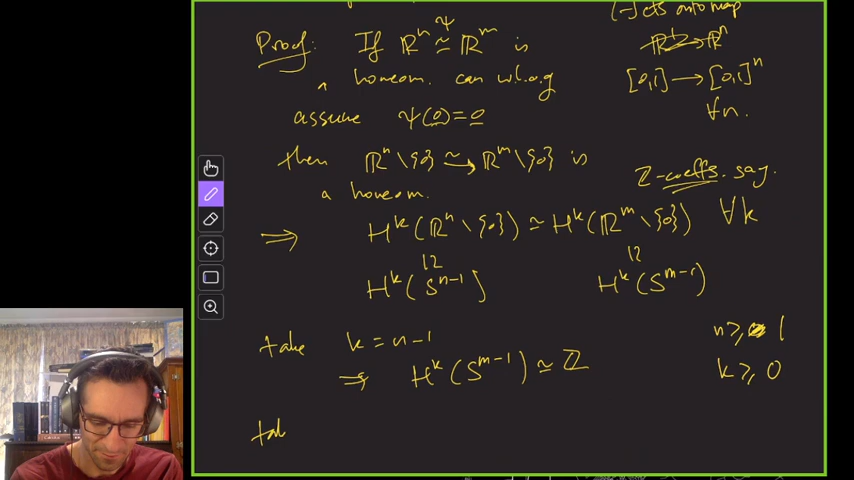 (-) ets onto map
Proof: If ℝⁿ ≅^ψ ℝᵐ is
ℝ → ℝⁿ
a homeom. can w.l.o.g
[0,1] → [0,1]ⁿ
assume ψ(0)=0
∀n.
then ℝⁿ\{0} ≃→ ℝᵐ\{0} is
a homeom.
ℤ-coeffs. say.
⟹ Hᵏ(ℝⁿ\{0}) ≃ Hᵏ(ℝᵐ\{0}) ∀k
≀≀ ≀≀
Hᵏ(Sⁿ⁻¹) Hᵏ(Sᵐ⁻¹)
take k = n-1
n ≥ 1
⟹ Hᵏ(Sᵐ⁻¹) ≃ ℤ
k ≥ 0
tak